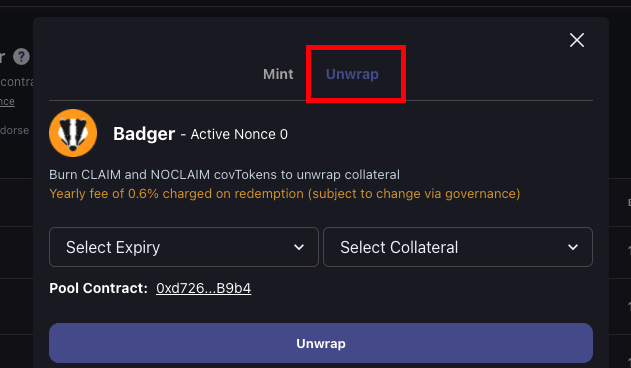 r ?
contra
nce
dorse
Mint Unwrap
Badger - Active Nonce 0
Burn CLAIM and NOCLAIM covTokens to unwrap collateral
Yearly fee of 0.6% charged on redemption (subject to change via governance)
Select Expiry Select Collateral
Pool Contract: 0xd726...B9b4
Unwrap